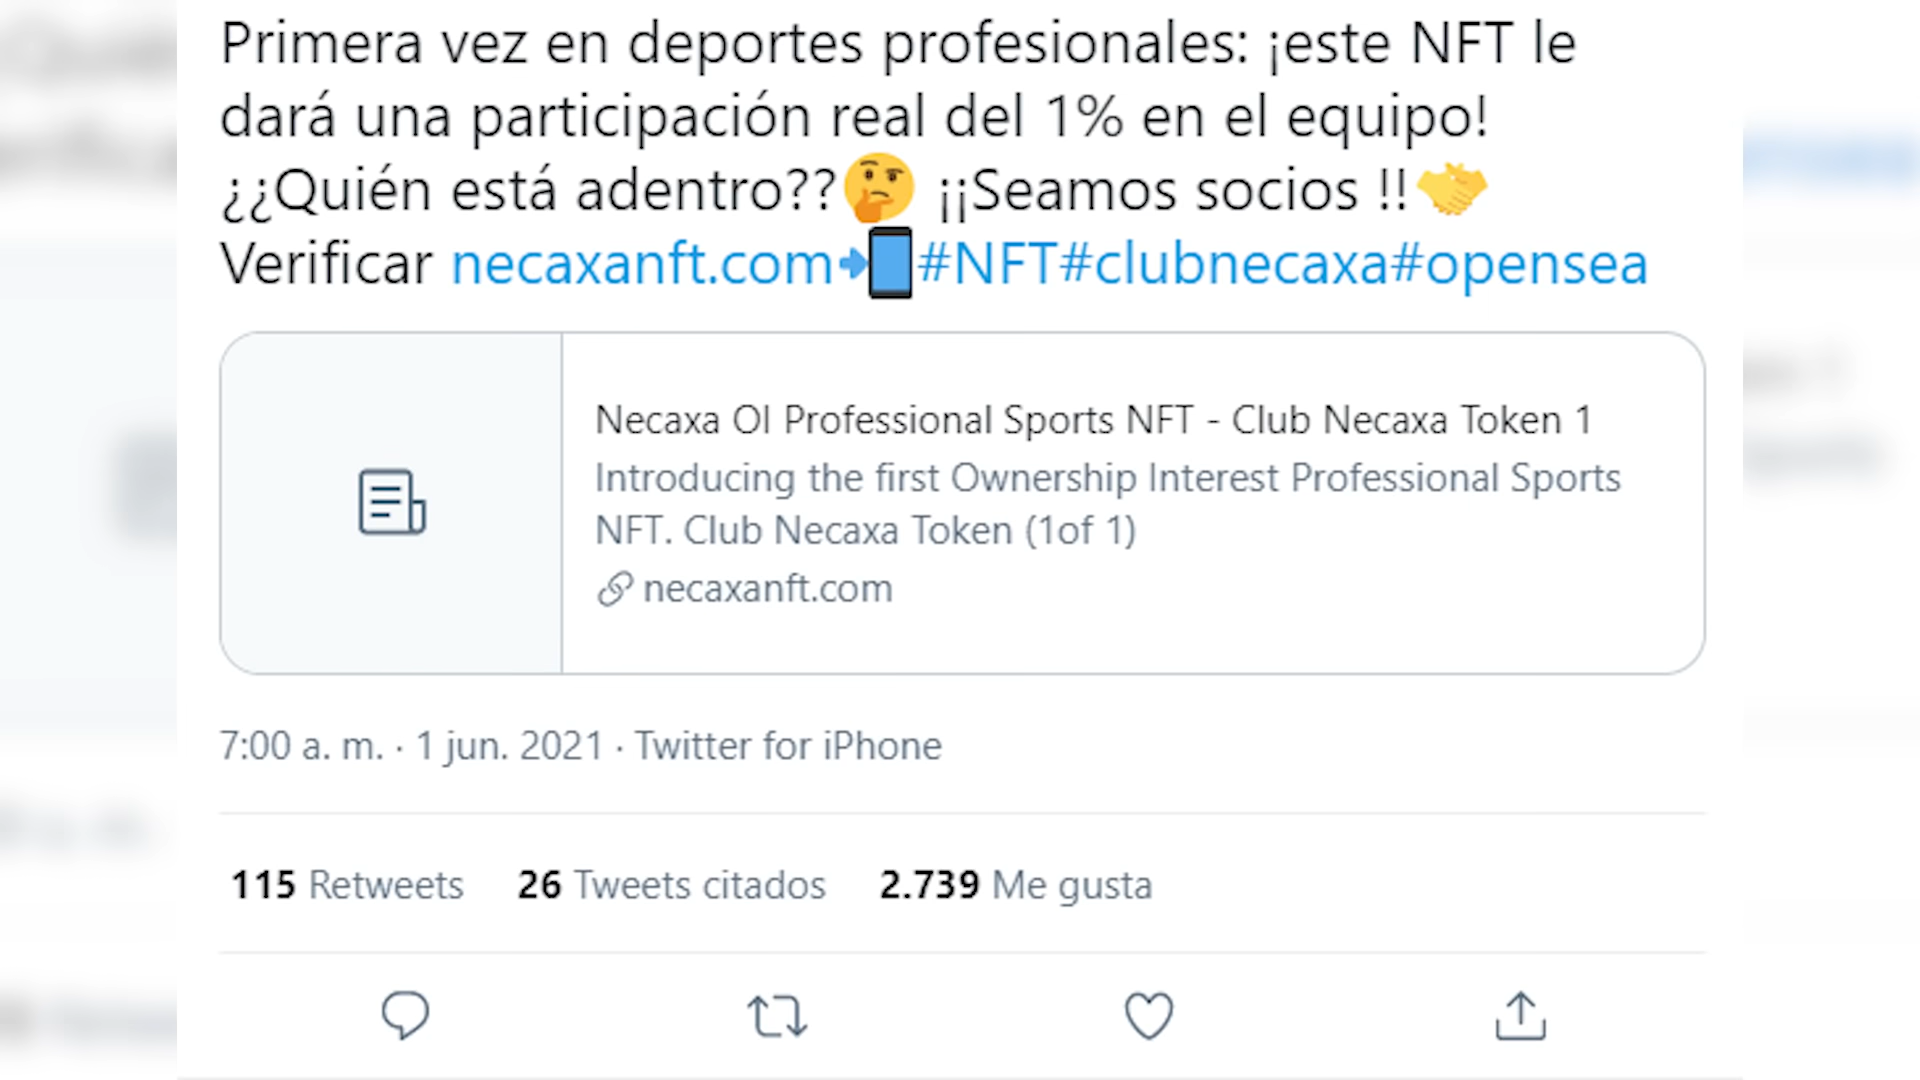 Primera vez en deportes profesionales: ¡este NFT le
dará una participación real del 1% en el equipo!
¿¿Quién está adentro??🤔 ¡¡Seamos socios !!🤝
Verificar necaxanft.com📲#NFT#clubnecaxa#opensea
Necaxa OI Professional Sports NFT - Club Necaxa Token 1
Introducing the first Ownership Interest Professional Sports
NFT. Club Necaxa Token (1of 1)
necaxanft.com
7:00 a. m. · 1 jun. 2021 · Twitter for iPhone
115 Retweets 26 Tweets citados 2.739 Me gusta